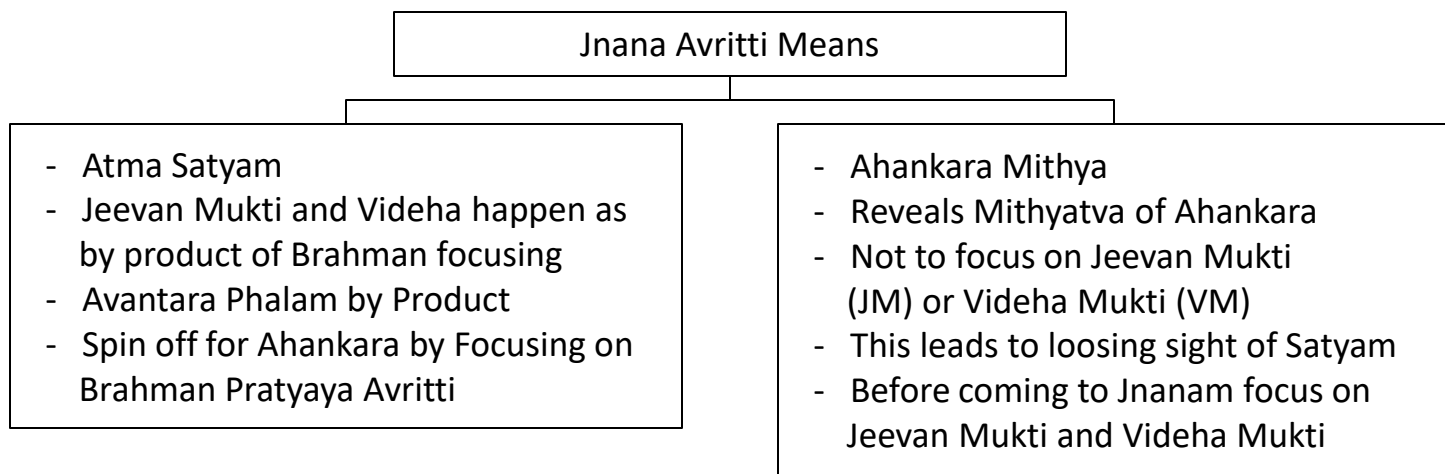 Jnana Avritti Means
- Atma Satyam
- Jeevan Mukti and Videha happen as
by product of Brahman focusing
- Avantara Phalam by Product
- Spin off for Ahankara by Focusing on
Brahman Pratyaya Avritti
- Ahankara Mithya
- Reveals Mithyatva of Ahankara
- Not to focus on Jeevan Mukti
(JM) or Videha Mukti (VM)
- This leads to loosing sight of Satyam
- Before coming to Jnanam focus on
Jeevan Mukti and Videha Mukti